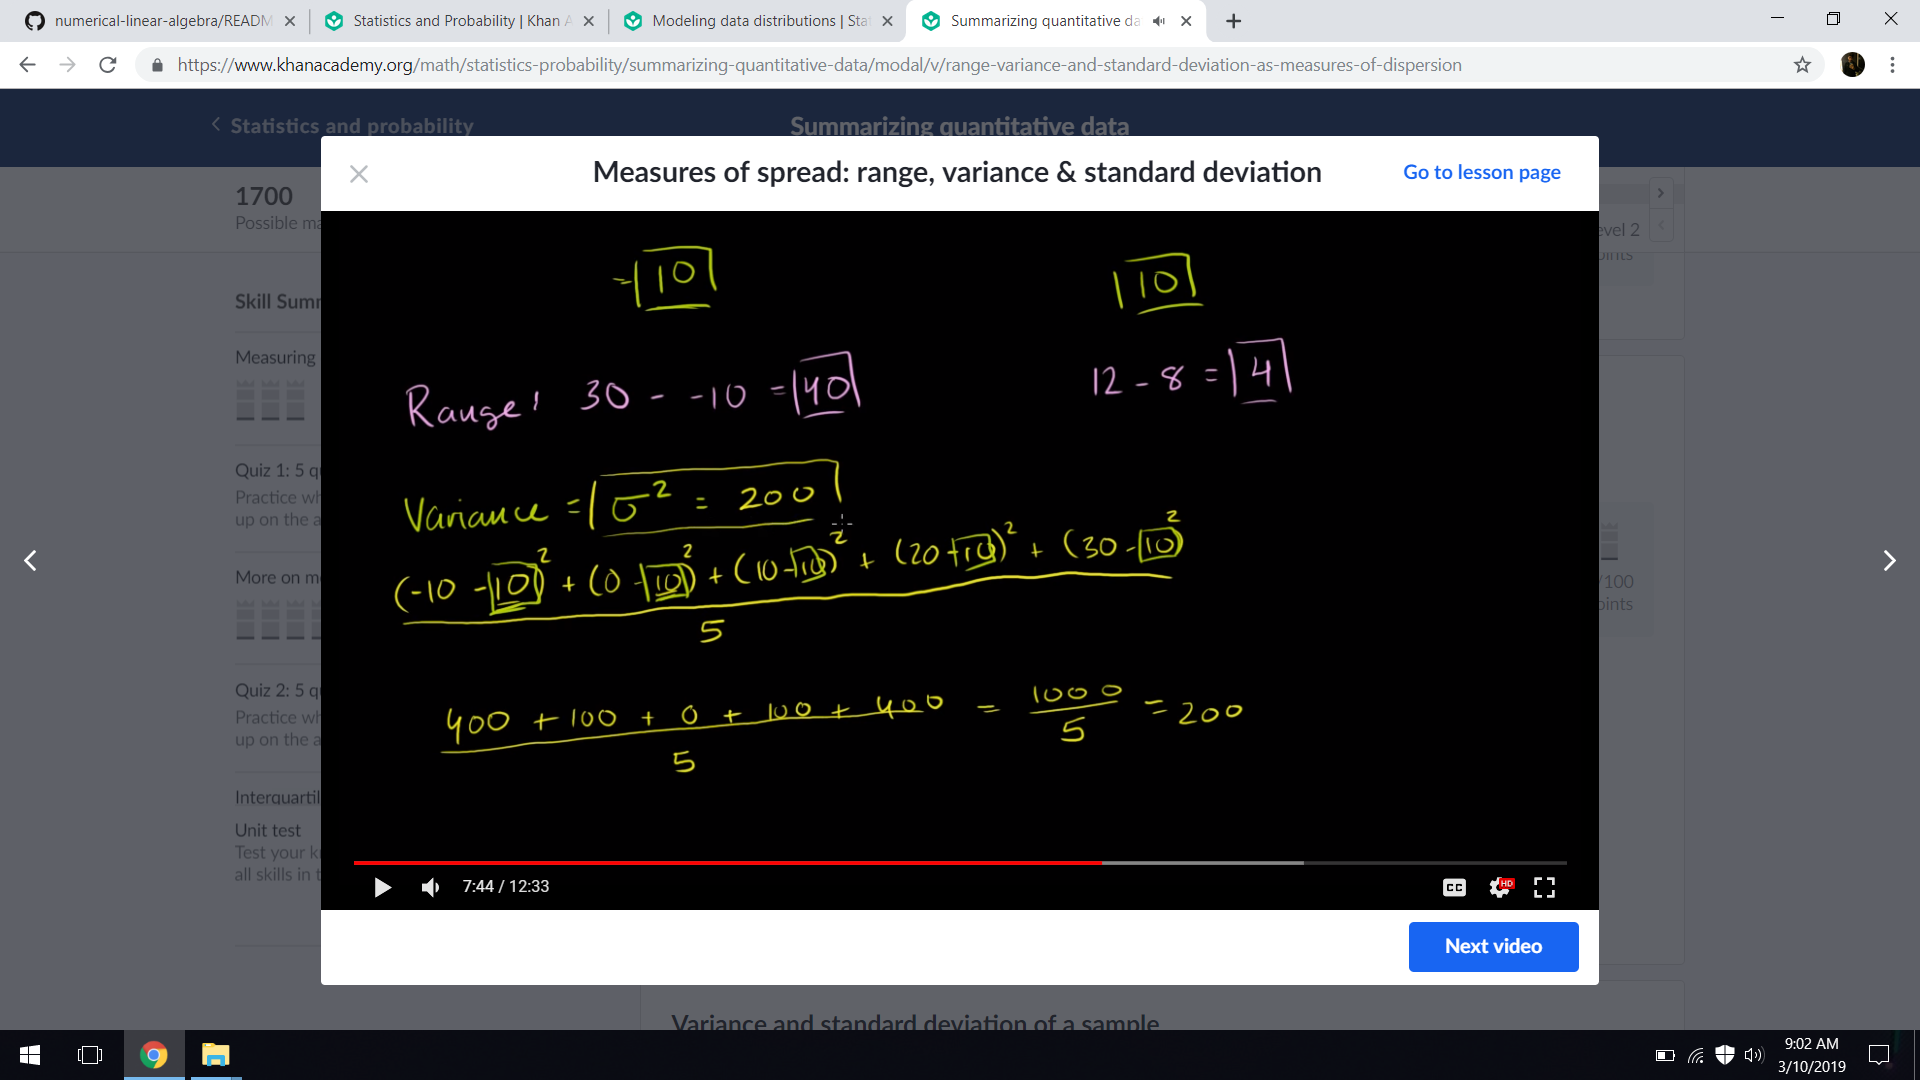 numerical-linear-algebra/READM
Statistics and Probability | Khan A
Modeling data distributions | Stat
Summarizing quantitative da
https://www.khanacademy.org/math/statistics-probability/summarizing-quantitative-data/modal/v/range-variance-and-standard-deviation-as-measures-of-dispersion
Statistics and probability
Summarizing quantitative data
1700
Possible ma
evel 2
oints
Skill Summ
Measuring
Quiz 1: 5 q
Practice wh
up on the a
More on m
/100
oints
Quiz 2: 5 q
Practice wh
up on the a
Interquartil
Unit test
Test your k
all skills in t
Measures of spread: range, variance & standard deviation
Go to lesson page
= 10
10
Range: 30 - -10 = 40
12 - 8 = 4
Variance = σ² = 200
(-10 - 10)² + (0 - 10)² + (10 - 10)² + (20 - 10)² + (30 - 10)²
5
400 + 100 + 0 + 100 + 400 = 1000 = 200
5 5
7:44 / 12:33
CC
HD
Next video
Variance and standard deviation of a sample
9:02 AM
3/10/2019